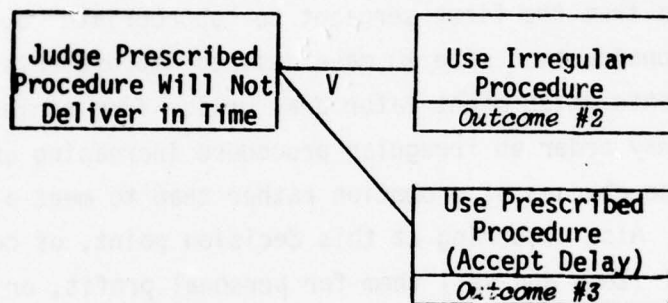 Judge Prescribed
Procedure Will Not
Deliver in Time
V
Use Irregular
Procedure
Outcome #2
Use Prescribed
Procedure
(Accept Delay)
Outcome #3